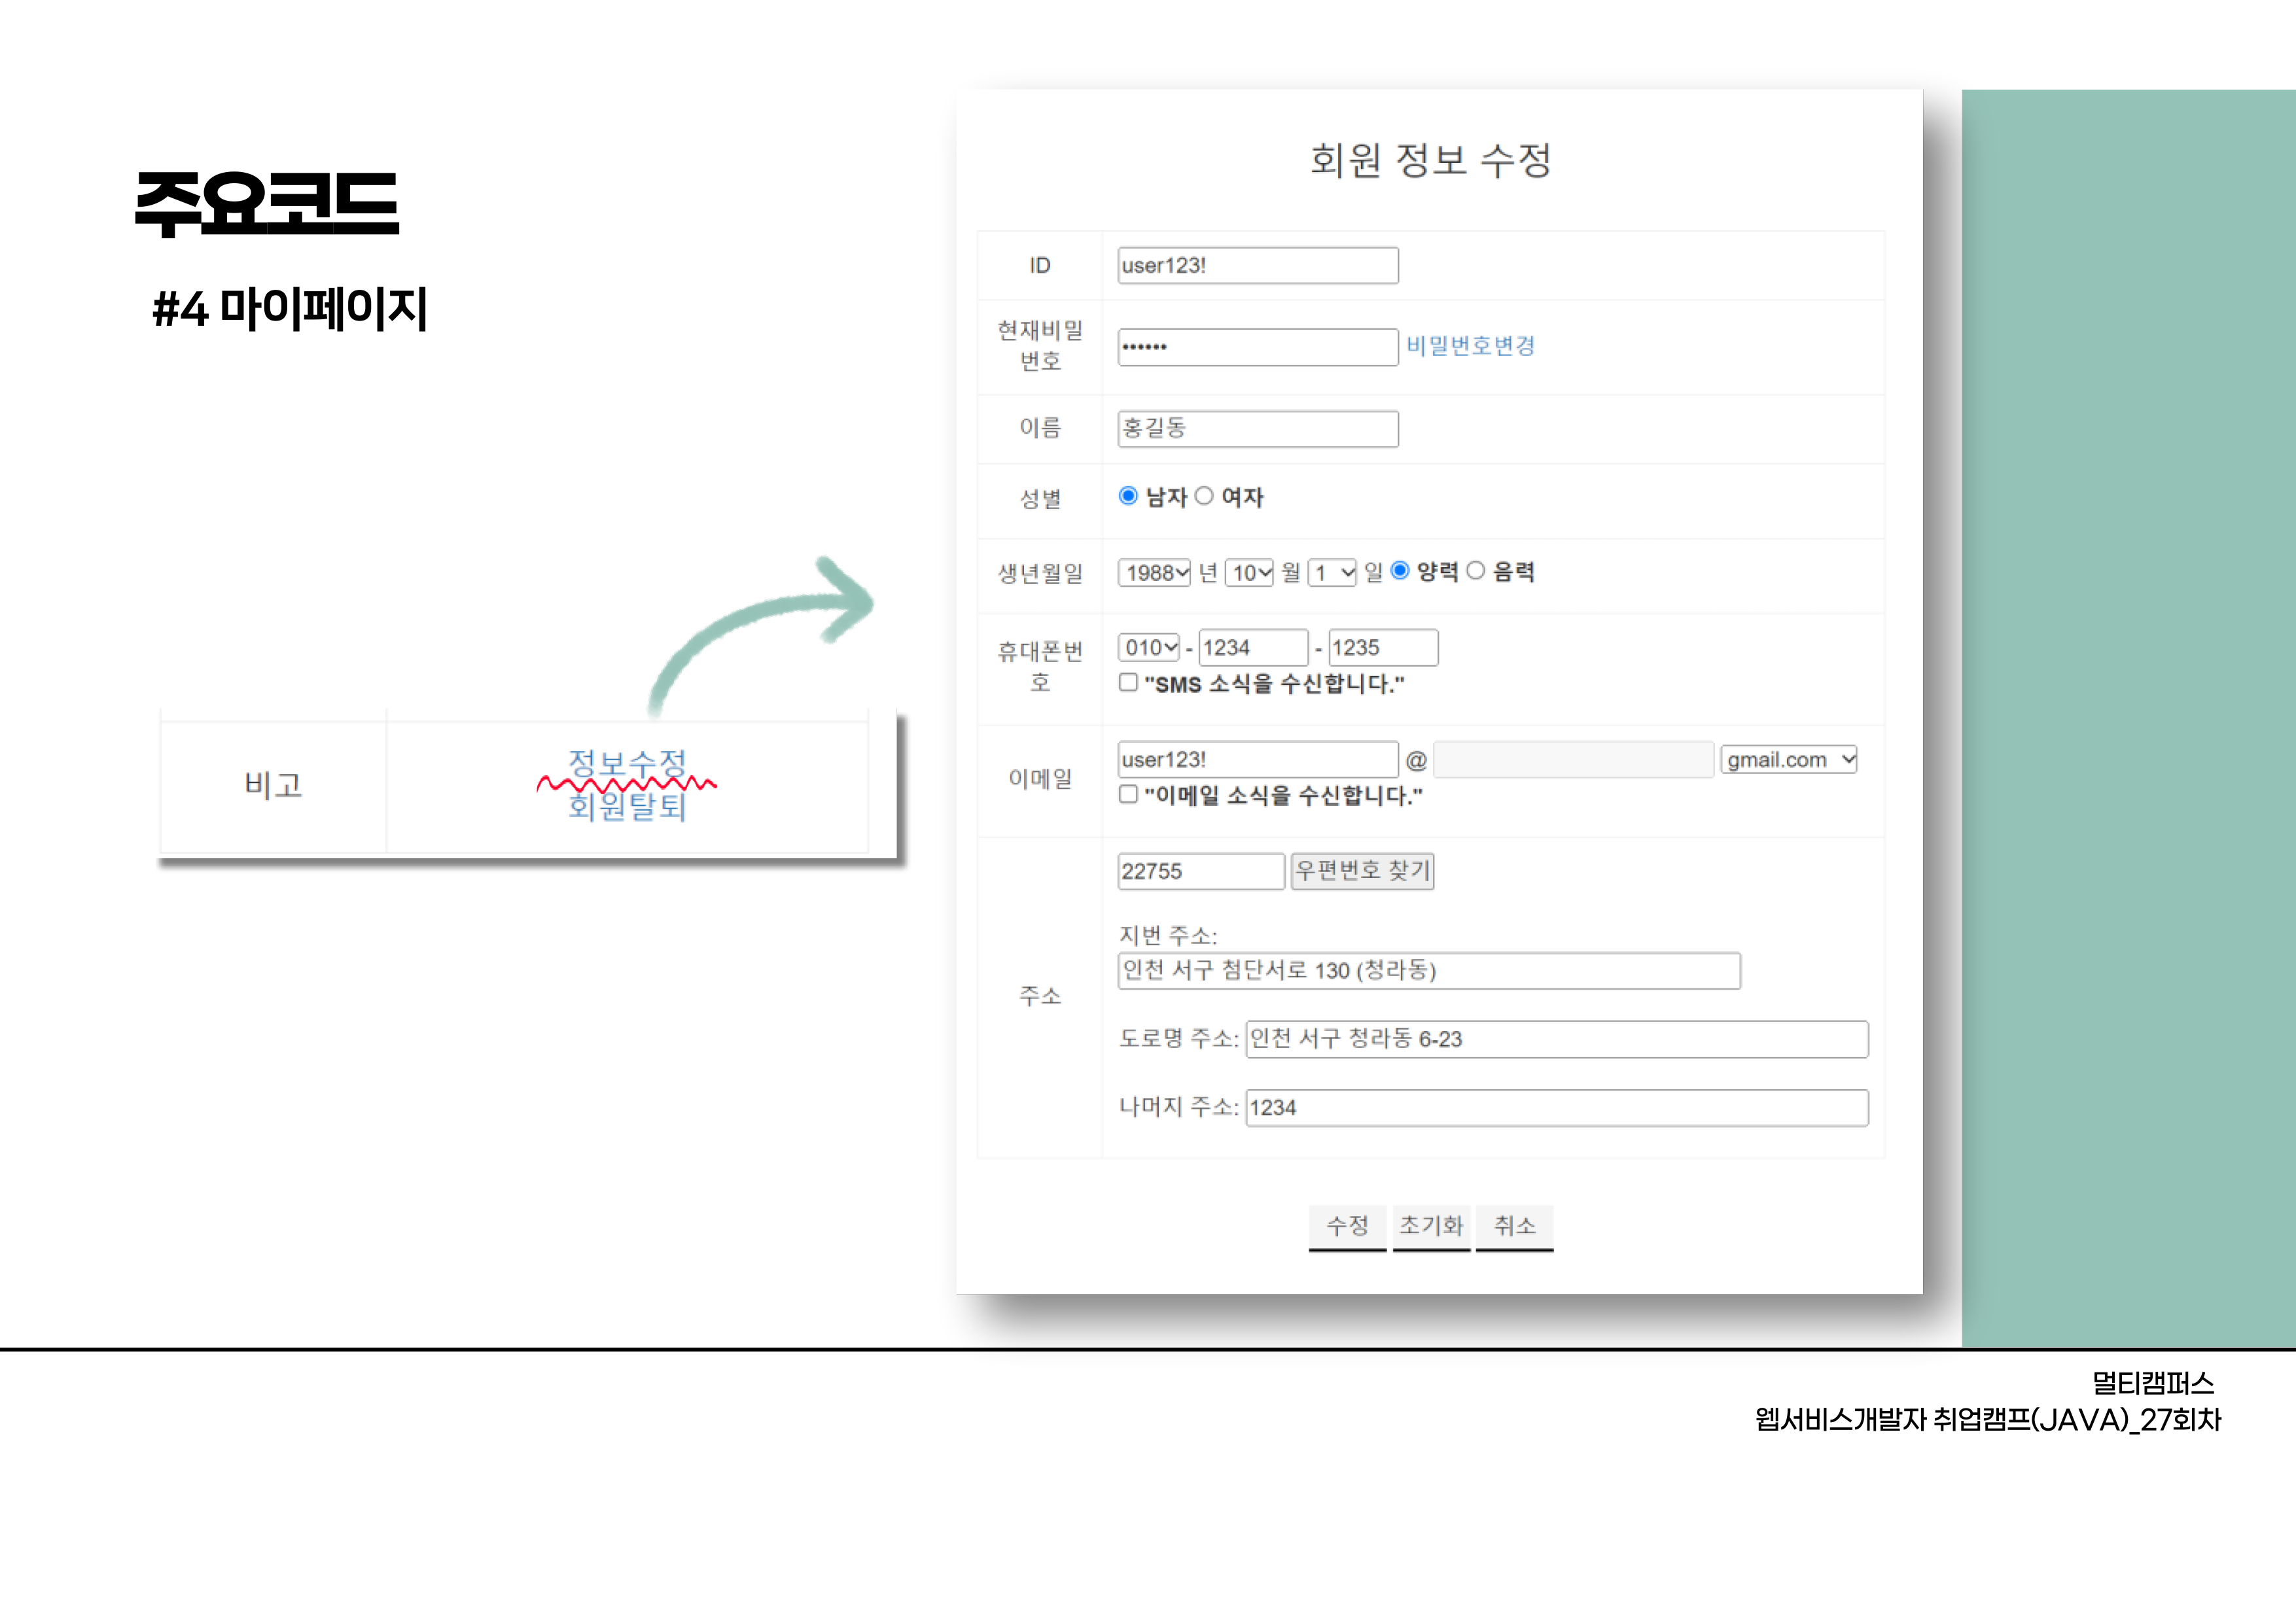 주요코드
#4 마이페이지
비고
정보수정
회원탈퇴
회원 정보 수정
ID
user123!
현재비밀
번호
••••••
비밀번호변경
이름
홍길동
성별
남자 여자
생년월일
1988 년 10 월 1 일 양력 음력
휴대폰번
호
010 - 1234 - 1235
"SMS 소식을 수신합니다."
이메일
user123! @ gmail.com
"이메일 소식을 수신합니다."
주소
22755 우편번호 찾기
지번 주소:
인천 서구 첨단서로 130 (청라동)
도로명 주소: 인천 서구 청라동 6-23
나머지 주소: 1234
수정 초기화 취소
멀티캠퍼스
웹서비스개발자 취업캠프(JAVA)_27회차